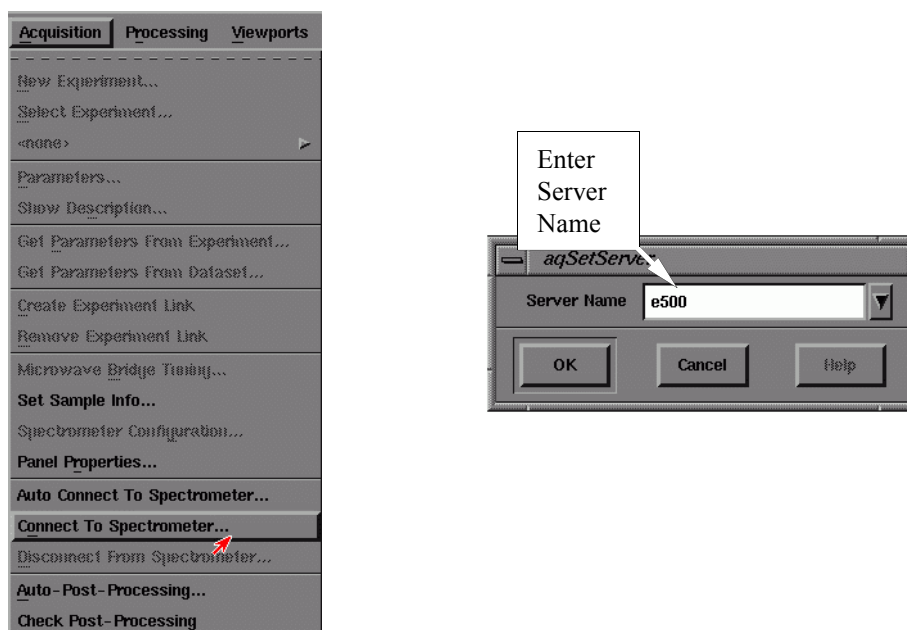 Acquisition Processing Viewports
New Experiment...
Select Experiment...
<none>
Parameters...
Show Description...
Get Parameters From Experiment...
Get Parameters From Dataset...
Create Experiment Link
Remove Experiment Link
Microwave Bridge Tuning...
Set Sample Info...
Spectrometer Configuration...
Panel Properties...
Auto Connect To Spectrometer...
Connect To Spectrometer...
Disconnect From Spectrometer...
Auto-Post-Processing...
Check Post-Processing
Enter
Server
Name
aqSetServer
Server Name e500
OK Cancel Help